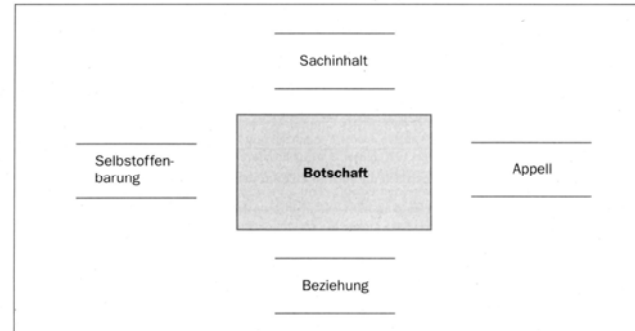 Sachinhalt
Selbstoffen-
barung
Botschaft
Appell
Beziehung